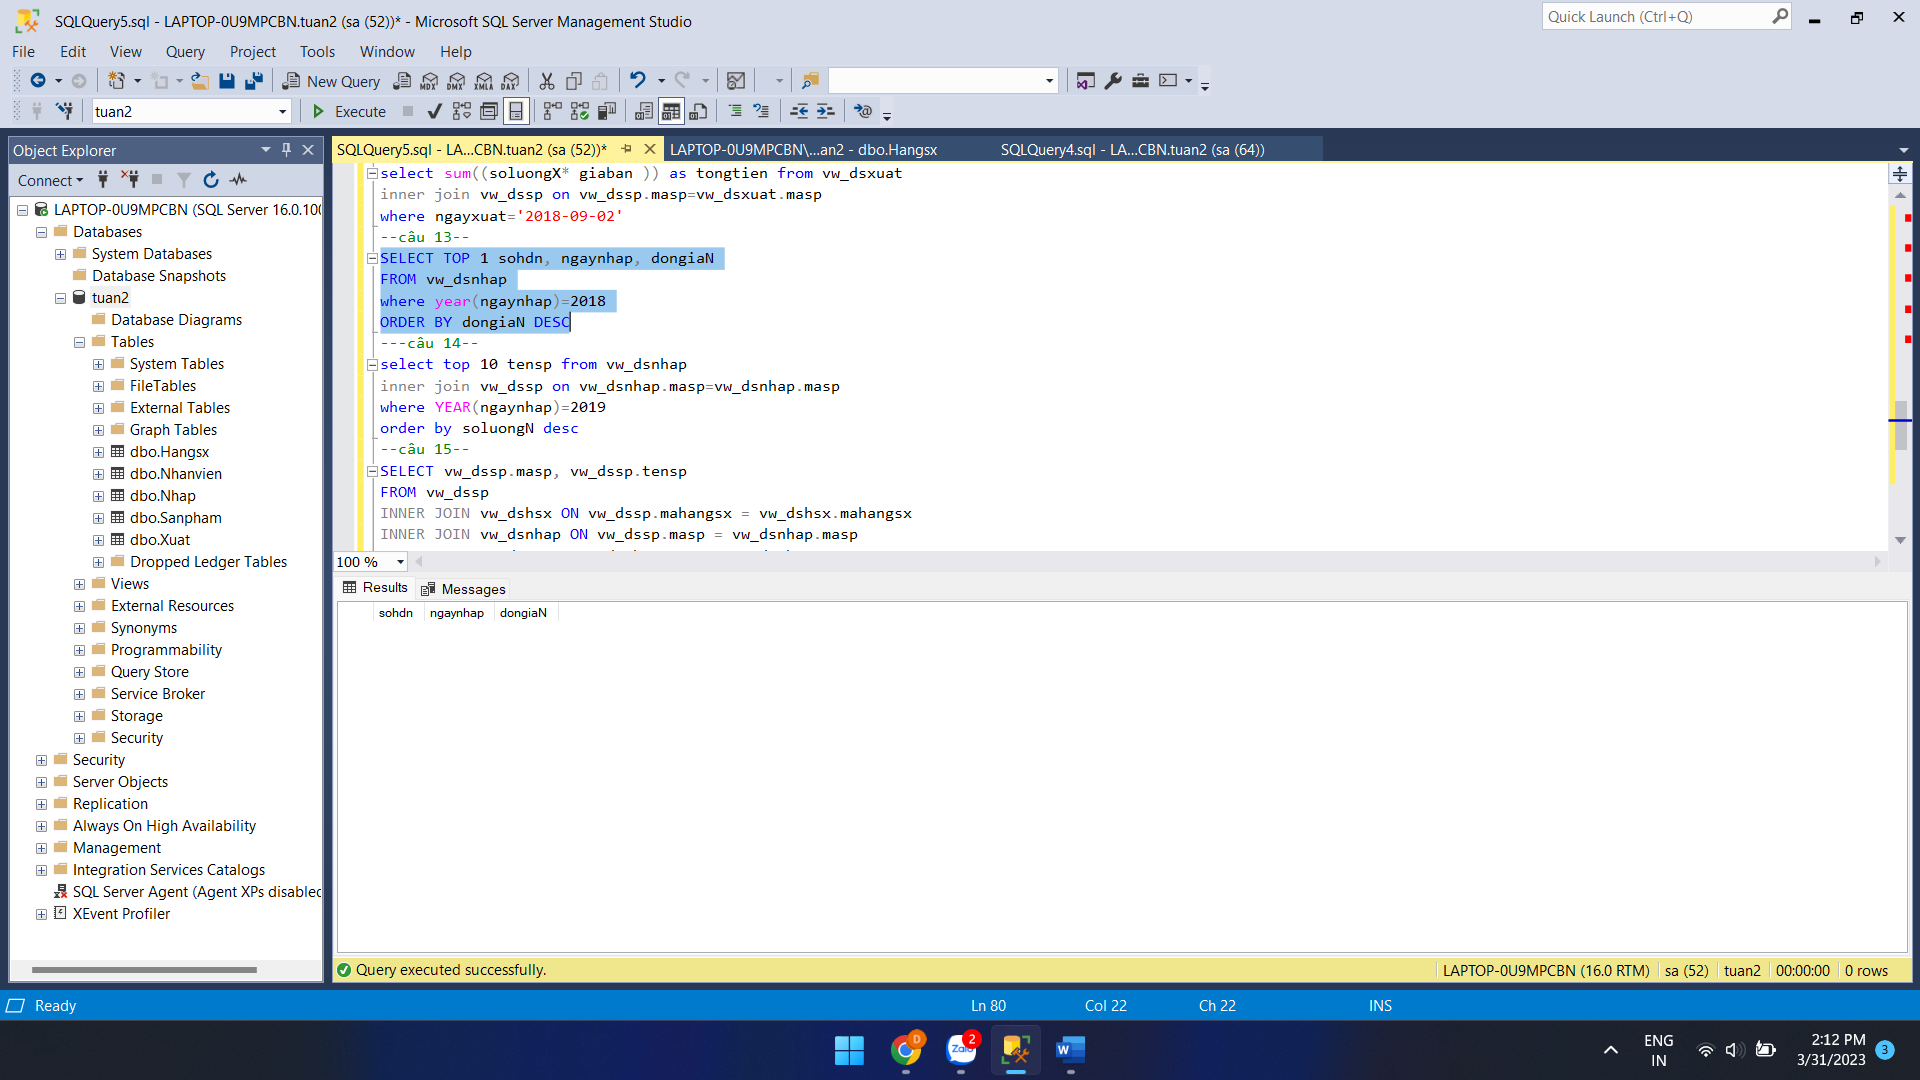 SQLQuery5.sql - LAPTOP-0U9MPCBN.tuan2 (sa (52))* - Microsoft SQL Server Management Studio
Quick Launch (Ctrl+Q)
File Edit View Query Project Tools Window Help
New Query MDX DMX XMLA DAX
tuan2 Execute
Object Explorer
SQLQuery5.sql - LA...CBN.tuan2 (sa (52))* LAPTOP-0U9MPCBN\...an2 - dbo.Hangsx SQLQuery4.sql - LA...CBN.tuan2 (sa (64))
Connect
LAPTOP-0U9MPCBN (SQL Server 16.0.100
Databases
System Databases
Database Snapshots
tuan2
Database Diagrams
Tables
System Tables
FileTables
External Tables
Graph Tables
dbo.Hangsx
dbo.Nhanvien
dbo.Nhap
dbo.Sanpham
dbo.Xuat
Dropped Ledger Tables
Views
External Resources
Synonyms
Programmability
Query Store
Service Broker
Storage
Security
Security
Server Objects
Replication
Always On High Availability
Management
Integration Services Catalogs
SQL Server Agent (Agent XPs disabled
XEvent Profiler
select sum((soluongX* giaban )) as tongtien from vw_dsxuat
inner join vw_dssp on vw_dssp.masp=vw_dsxuat.masp
where ngayxuat='2018-09-02'
--câu 13--
SELECT TOP 1 sohdn, ngaynhap, dongiaN
FROM vw_dsnhap
where year(ngaynhap)=2018
ORDER BY dongiaN DESC
---câu 14--
select top 10 tensp from vw_dsnhap
inner join vw_dssp on vw_dsnhap.masp=vw_dsnhap.masp
where YEAR(ngaynhap)=2019
order by soluongN desc
--câu 15--
SELECT vw_dssp.masp, vw_dssp.tensp
FROM vw_dssp
INNER JOIN vw_dshsx ON vw_dssp.mahangsx = vw_dshsx.mahangsx
INNER JOIN vw_dsnhap ON vw_dssp.masp = vw_dsnhap.masp
100 %
Results Messages
sohdn ngaynhap dongiaN
Query executed successfully. LAPTOP-0U9MPCBN (16.0 RTM) sa (52) tuan2 00:00:00 0 rows
Ready Ln 80 Col 22 Ch 22 INS
D Zalo 2 W
ENG
IN
2:12 PM
3/31/2023
3